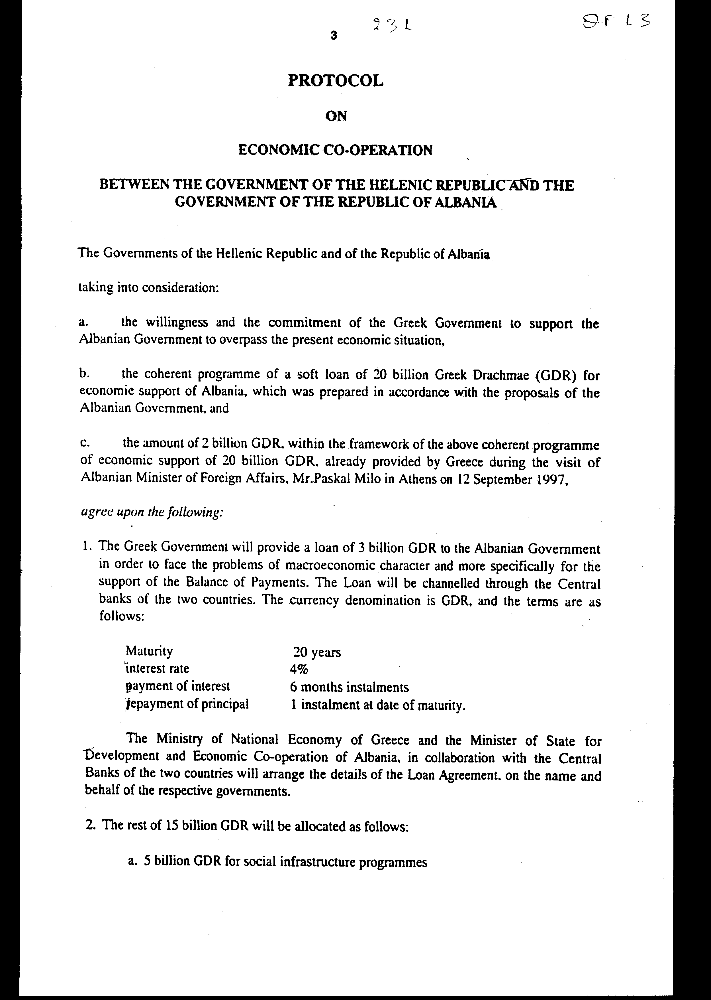 23L
3
PROTOCOL
ON
ECONOMIC CO-OPERATION
BETWEEN THE GOVERNMENT OF THE HELENIC REPUBLIC AND THE
GOVERNMENT OF THE REPUBLIC OF ALBANIA
The Governments of the Hellenic Republic and of the Republic of Albania
taking into consideration:
a. the willingness and the commitment of the Greek Government to support the
Albanian Government to overpass the present economic situation,
b. the coherent programme of a soft loan of 20 billion Greek Drachmae (GDR) for
economic support of Albania, which was prepared in accordance with the proposals of the
Albanian Government, and
c. the amount of 2 billion GDR, within the framework of the above coherent programme
of economic support of 20 billion GDR, already provided by Greece during the visit of
Albanian Minister of Foreign Affairs, Mr.Paskal Milo in Athens on 12 September 1997,
agree upon the following:
1. The Greek Government will provide a loan of 3 billion GDR to the Albanian Government
in order to face the problems of macroeconomic character and more specifically for the
support of the Balance of Payments. The Loan will be channelled through the Central
banks of the two countries. The currency denomination is GDR, and the terms are as
follows:
Maturity 20 years
interest rate 4%
payment of interest 6 months instalments
repayment of principal 1 instalment at date of maturity.
The Ministry of National Economy of Greece and the Minister of State for
Development and Economic Co-operation of Albania, in collaboration with the Central
Banks of the two countries will arrange the details of the Loan Agreement, on the name and
behalf of the respective governments.
2. The rest of 15 billion GDR will be allocated as follows:
a. 5 billion GDR for social infrastructure programmes